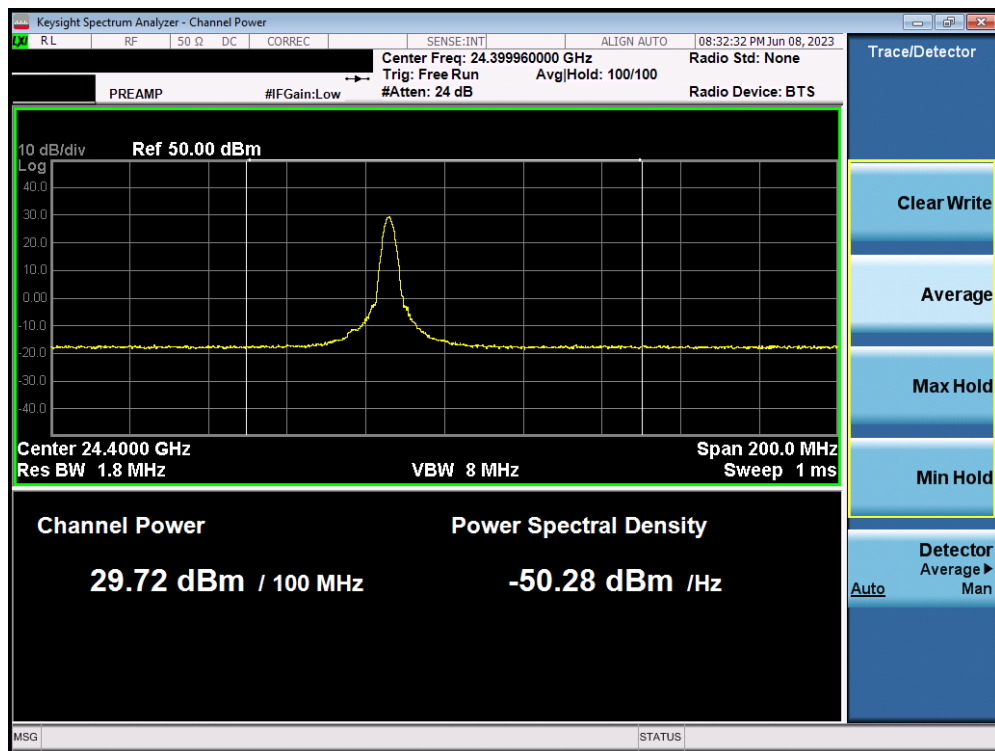 Keysight Spectrum Analyzer - Channel Power
LXI RL RF 50 Ω DC CORREC SENSE:INT ALIGN AUTO 08:32:32 PM Jun 08, 2023
Center Freq: 24.399960000 GHz Radio Std: None
Trig: Free Run Avg|Hold: 100/100
PREAMP #IFGain:Low #Atten: 24 dB Radio Device: BTS
Trace/Detector
10 dB/div Ref 50.00 dBm
Log
40.0
30.0
20.0
10.0
0.00
-10.0
-20.0
-30.0
-40.0
Center 24.4000 GHz Span 200.0 MHz
Res BW 1.8 MHz VBW 8 MHz Sweep 1 ms
Channel Power Power Spectral Density
29.72 dBm / 100 MHz -50.28 dBm /Hz
Clear Write
Average
Max Hold
Min Hold
Detector
Average▶
Auto Man
MSG STATUS